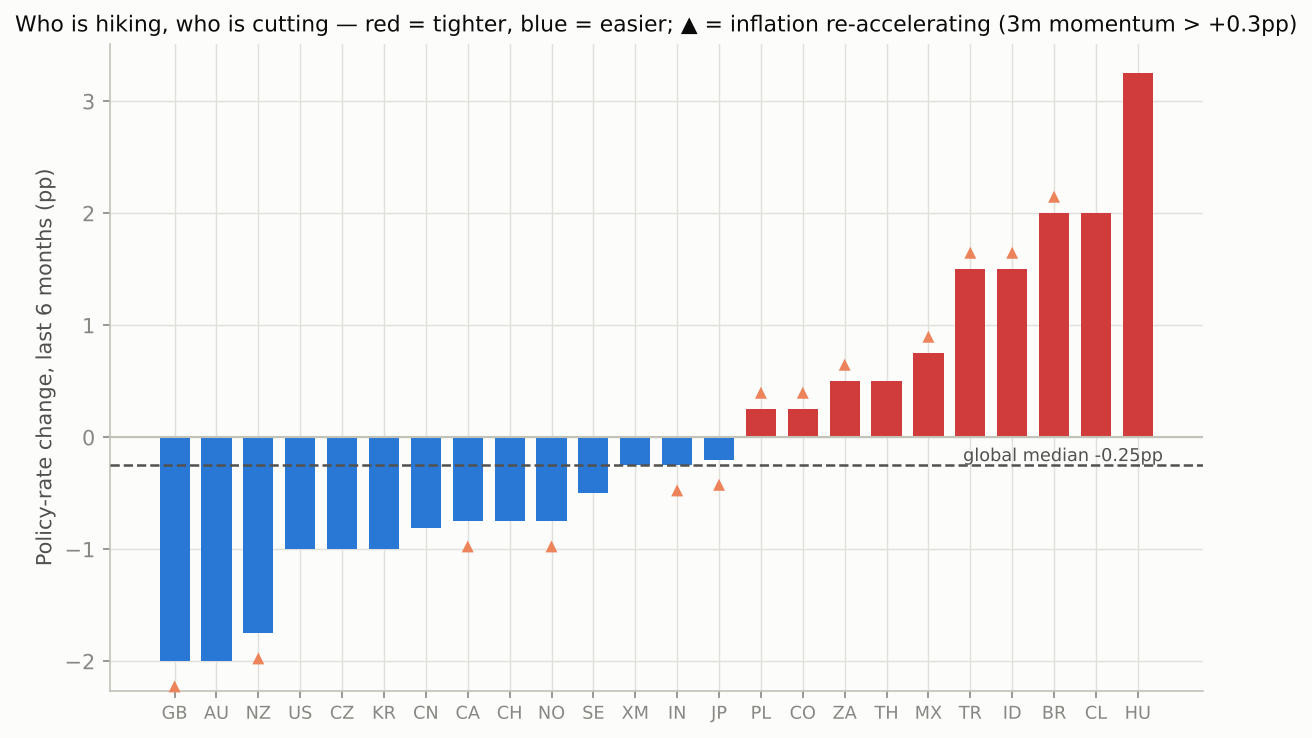 Who is hiking, who is cutting — red = tighter, blue = easier; ▲ = inflation re-accelerating (3m momentum > +0.3pp)
Policy-rate change, last 6 months (pp)
3
2
1
0
−1
−2
global median -0.25pp
GB AU NZ US CZ KR CN CA CH NO SE XM IN JP PL CO ZA TH MX TR ID BR CL HU